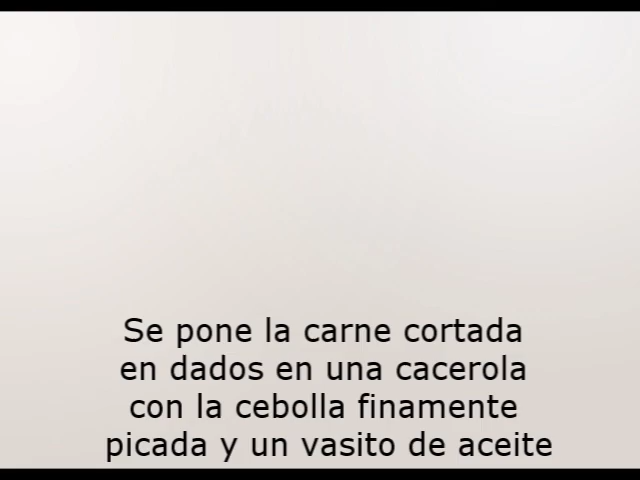 Se pone la carne cortada
en dados en una cacerola
con la cebolla finamente
picada y un vasito de aceite